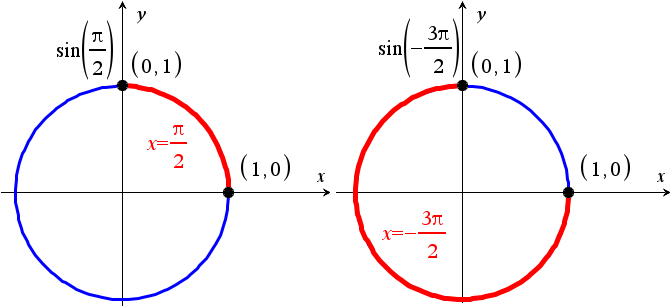 y
sin(π/2) (0,1)
x=π/2
(1,0)
x
y
sin(-3π/2) (0,1)
(1,0)
x
x=-3π/2